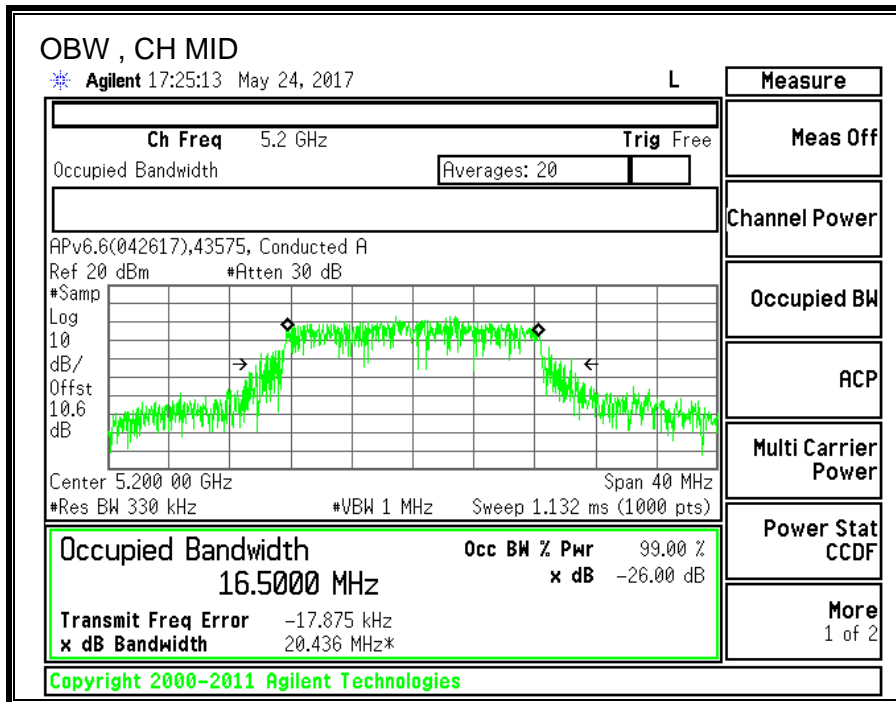 OBW , CH MID
Agilent 17:25:13 May 24, 2017 L
Measure
Ch Freq 5.2 GHz Trig Free
Occupied Bandwidth Averages: 20
APv6.6(042617),43575, Conducted A
Ref 20 dBm #Atten 30 dB
#Samp
Log
10
dB/
Offst
10.6
dB
Center 5.200 00 GHz Span 40 MHz
#Res BW 330 kHz #VBW 1 MHz Sweep 1.132 ms (1000 pts)
Occupied Bandwidth Occ BW % Pwr 99.00 %
16.5000 MHz x dB -26.00 dB
Transmit Freq Error -17.875 kHz
x dB Bandwidth 20.436 MHz*
Meas Off
Channel Power
Occupied BW
ACP
Multi Carrier
Power
Power Stat
CCDF
More
1 of 2
Copyright 2000-2011 Agilent Technologies